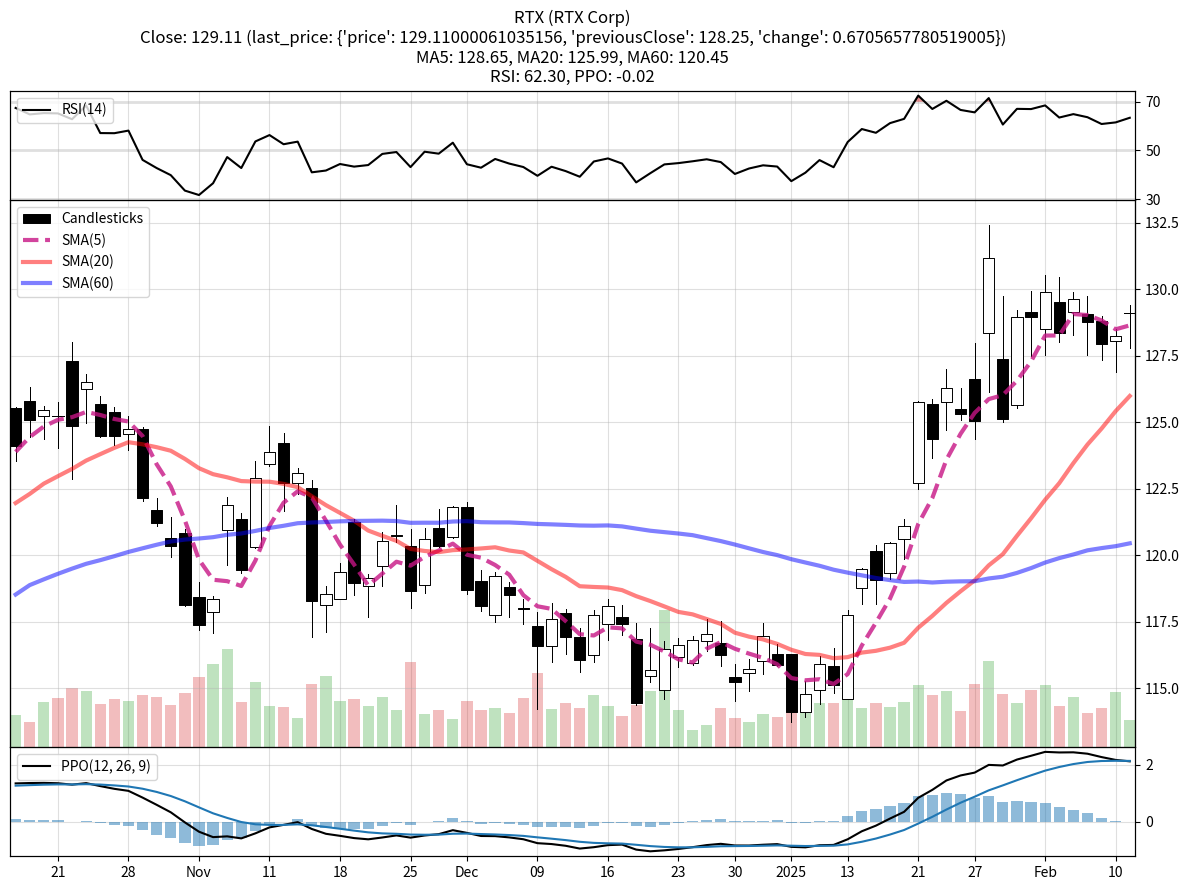 RTX (RTX Corp)
Close: 129.11 (last_price: {'price': 129.11000061035156, 'previousClose': 128.25, 'change': 0.6705657780519005})
MA5: 128.65, MA20: 125.99, MA60: 120.45
RSI: 62.30, PPO: -0.02
RSI(14)
70
50
30
Candlesticks
SMA(5)
SMA(20)
SMA(60)
132.5
130.0
127.5
125.0
122.5
120.0
117.5
115.0
PPO(12, 26, 9)
2
0
21 28 Nov 11 18 25 Dec 09 16 23 30 2025 13 21 27 Feb 10